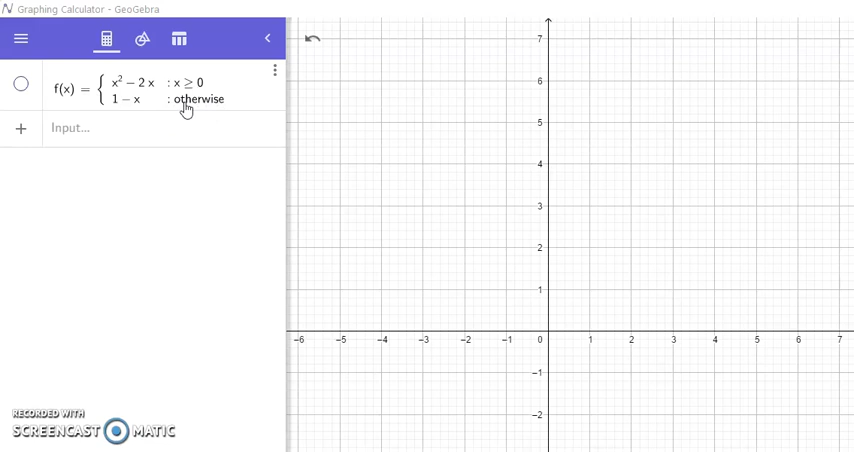 Graphing Calculator - GeoGebra
f(x) = { x² − 2 x : x ≥ 0
1 − x : otherwise
+ Input...
7
6
5
4
3
2
1
−6 −5 −4 −3 −2 −1 0 1 2 3 4 5 6 7
−1
−2
RECORDED WITH
SCREENCAST MATIC